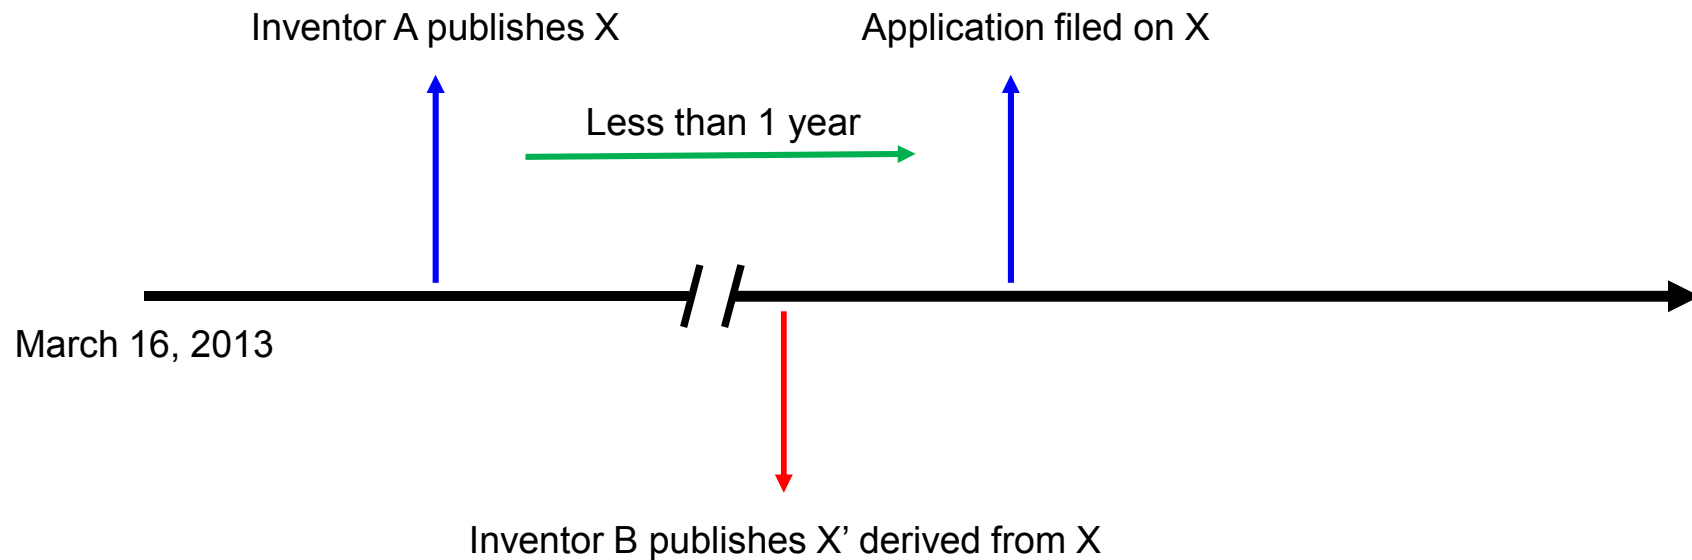 Inventor A publishes X
Application filed on X
Less than 1 year
March 16, 2013
Inventor B publishes X’ derived from X